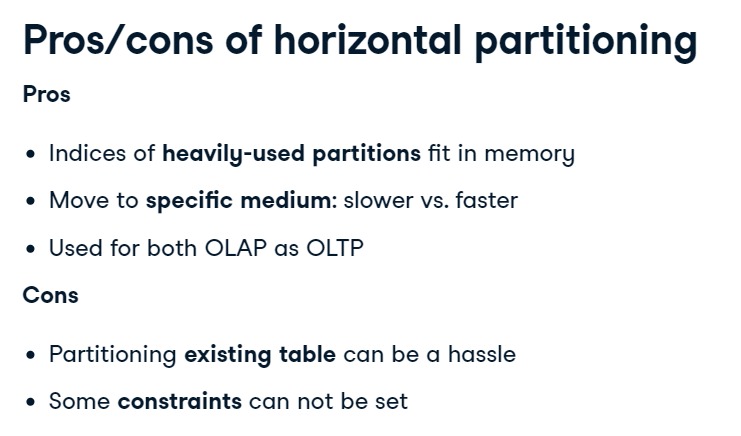 Pros/cons of horizontal partitioning
Pros
• Indices of heavily-used partitions fit in memory
• Move to specific medium: slower vs. faster
• Used for both OLAP as OLTP
Cons
• Partitioning existing table can be a hassle
• Some constraints can not be set